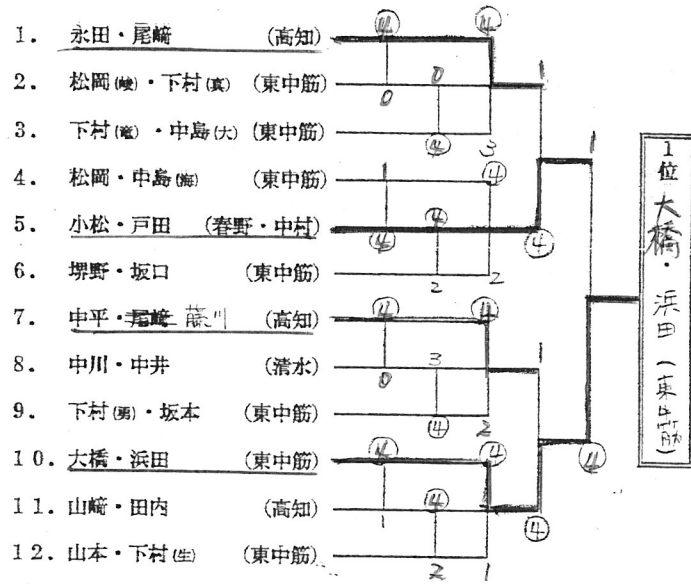 1. 永田・尾﨑 (高知)
2. 松岡(崚)・下村(真) (東中筋)
3. 下村(竜)・中島(大) (東中筋)
4. 松岡・中島(海) (東中筋)
5. 小松・戸田 (春野・中村)
6. 堺野・坂口 (東中筋)
7. 中平・尾﨑 藤川 (高知)
8. 中川・中井 (清水)
9. 下村(勇)・坂本 (東中筋)
10. 大橋・浜田 (東中筋)
11. 山﨑・田内 (高知)
12. 山本・下村(生) (東中筋)
④ ④
0 0 1
④ 3
1 ④ 1
④ ④
④
2 2
④ ④
0 3 1
④ 2
④ ④ ④
1 ④ 1 ④
2 1
1位 大橋・浜田(東中筋)